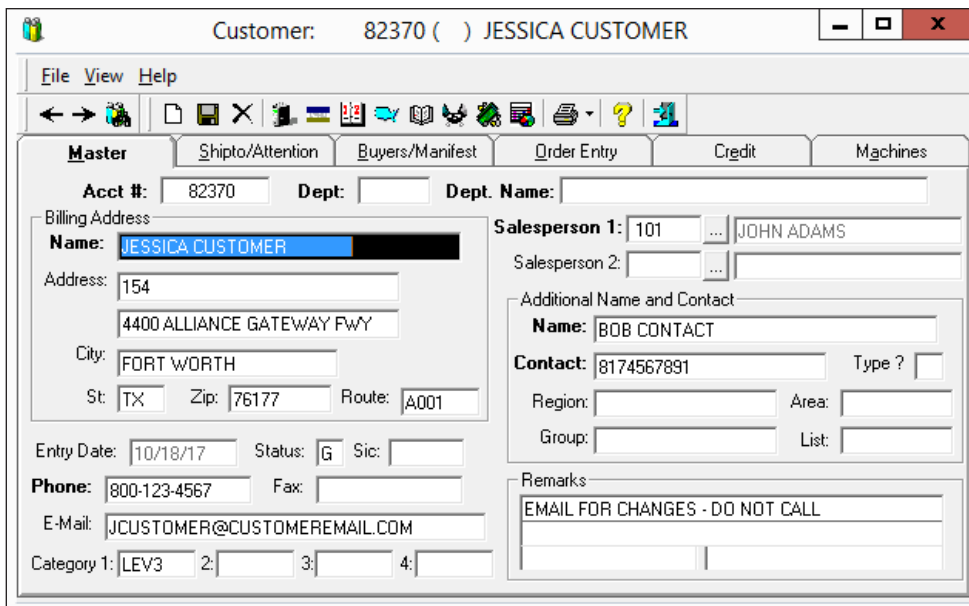 Customer: 82370 ( ) JESSICA CUSTOMER
File View Help
Master Shipto/Attention Buyers/Manifest Order Entry Credit Machines
Acct #: 82370 Dept: Dept. Name:
Billing Address
Name: JESSICA CUSTOMER
Address: 154
4400 ALLIANCE GATEWAY FWY
City: FORT WORTH
St: TX Zip: 76177 Route: A001
Entry Date: 10/18/17 Status: G Sic:
Phone: 800-123-4567 Fax:
E-Mail: JCUSTOMER@CUSTOMEREMAIL.COM
Category 1: LEV3 2: 3: 4:
Salesperson 1: 101 ... JOHN ADAMS
Salesperson 2: ...
Additional Name and Contact
Name: BOB CONTACT
Contact: 8174567891 Type ?
Region: Area:
Group: List:
Remarks
EMAIL FOR CHANGES - DO NOT CALL